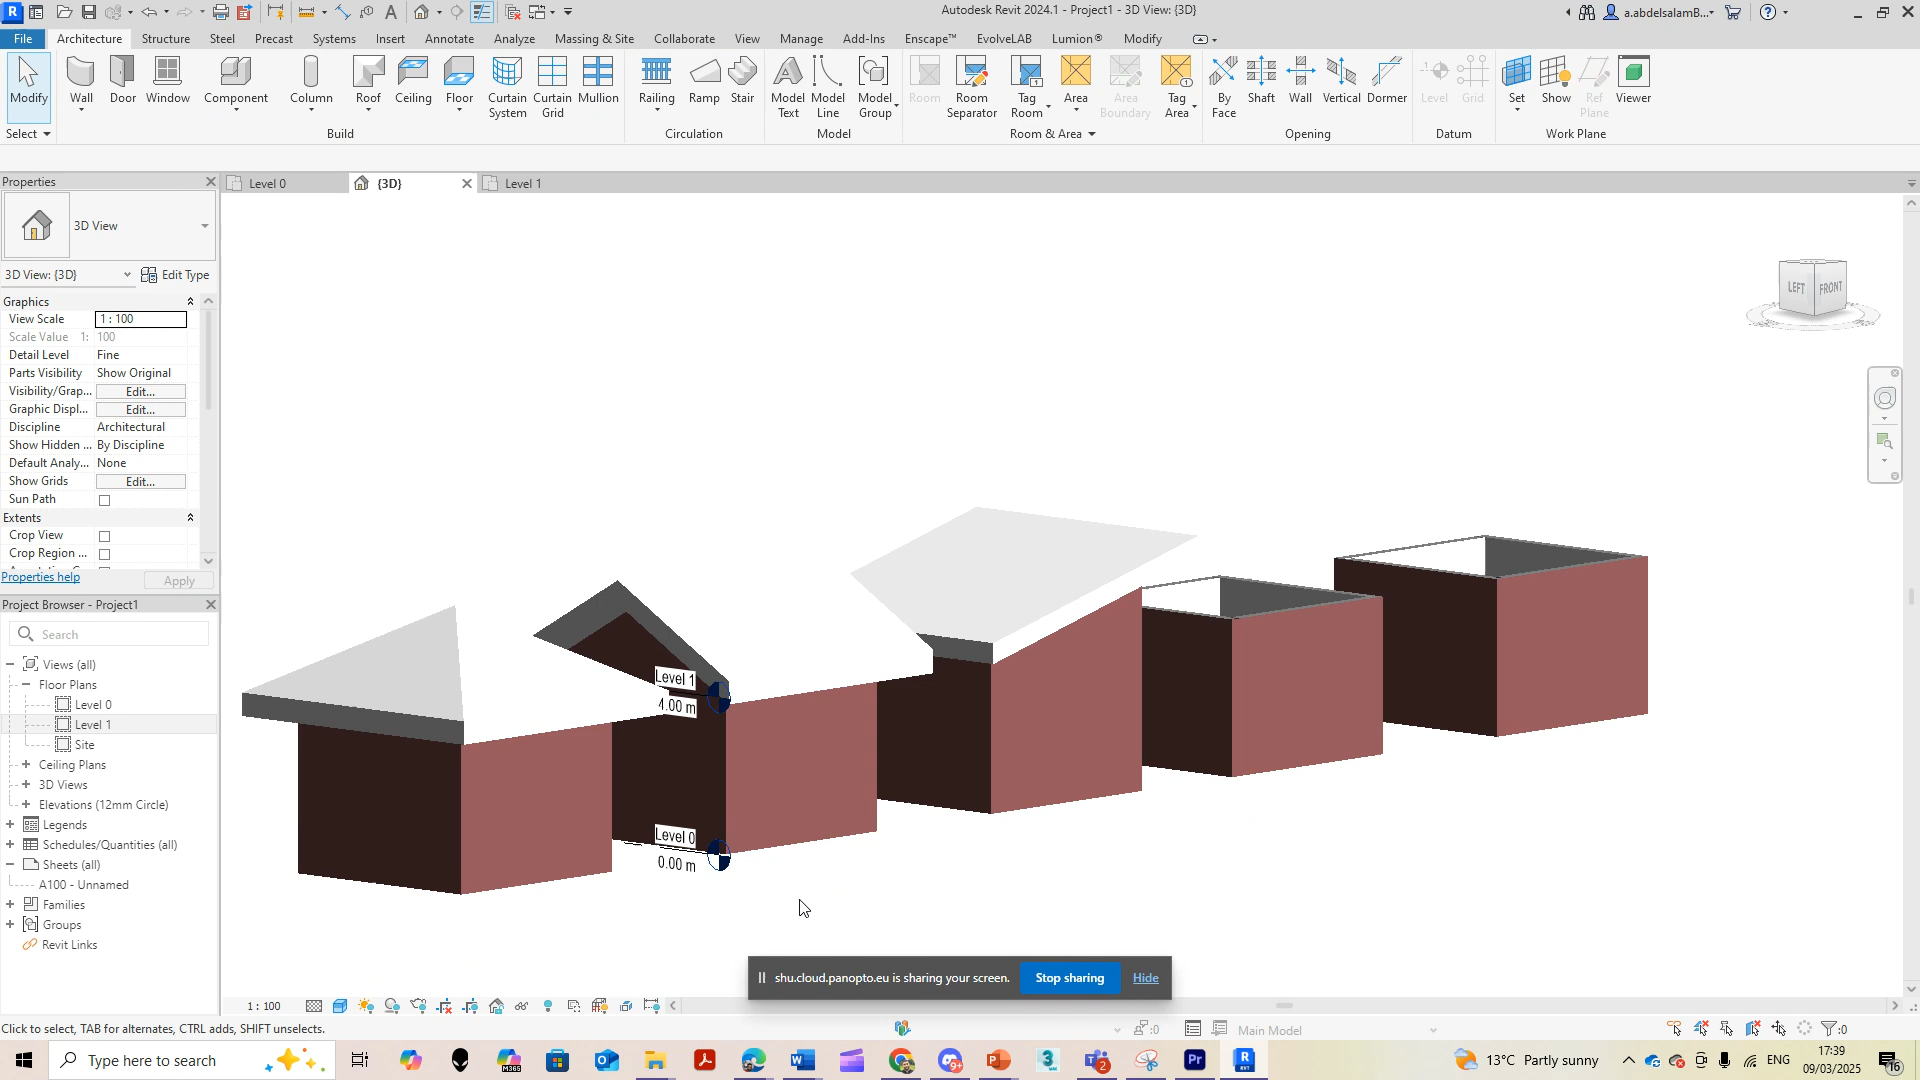 Autodesk Revit 2024.1 - Project1 - 3D View: {3D}
a.abdelsalamB...
File Architecture Structure Steel Precast Systems Insert Annotate Analyze Massing & Site Collaborate View Manage Add-Ins Enscape™ EvolveLAB Lumion® Modify
Modify Wall Door Window Component Column Roof Ceiling Floor Curtain System Curtain Grid Mullion Railing Ramp Stair Model Text Model Line Model Group Room Room Separator Tag Room Area Area Boundary Tag Area By Face Shaft Wall Vertical Dormer Level Grid Set Show Ref Plane Viewer
Select Build Circulation Model Room & Area Opening Datum Work Plane
Properties
Level 0 {3D} Level 1
3D View
3D View: {3D} Edit Type
Graphics
View Scale 1 : 100
Scale Value 1: 100
Detail Level Fine
Parts Visibility Show Original
Visibility/Grap... Edit...
Graphic Displ... Edit...
Discipline Architectural
Show Hidden ... By Discipline
Default Analy... None
Show Grids Edit...
Sun Path
Extents
Crop View
Crop Region ...
Properties help Apply
Project Browser - Project1
Search
Views (all)
Floor Plans
Level 0
Level 1
Site
Ceiling Plans
3D Views
Elevations (12mm Circle)
Legends
Schedules/Quantities (all)
Sheets (all)
A100 - Unnamed
Families
Groups
Revit Links
LEFT FRONT
Level 1
4.00 m
Level 0
0.00 m
shu.cloud.panopto.eu is sharing your screen. Stop sharing Hide
1 : 100
Click to select, TAB for alternates, CTRL adds, SHIFT unselects.
:0 Main Model :0
Type here to search
13°C Partly sunny ENG 17:39
09/03/2025
16